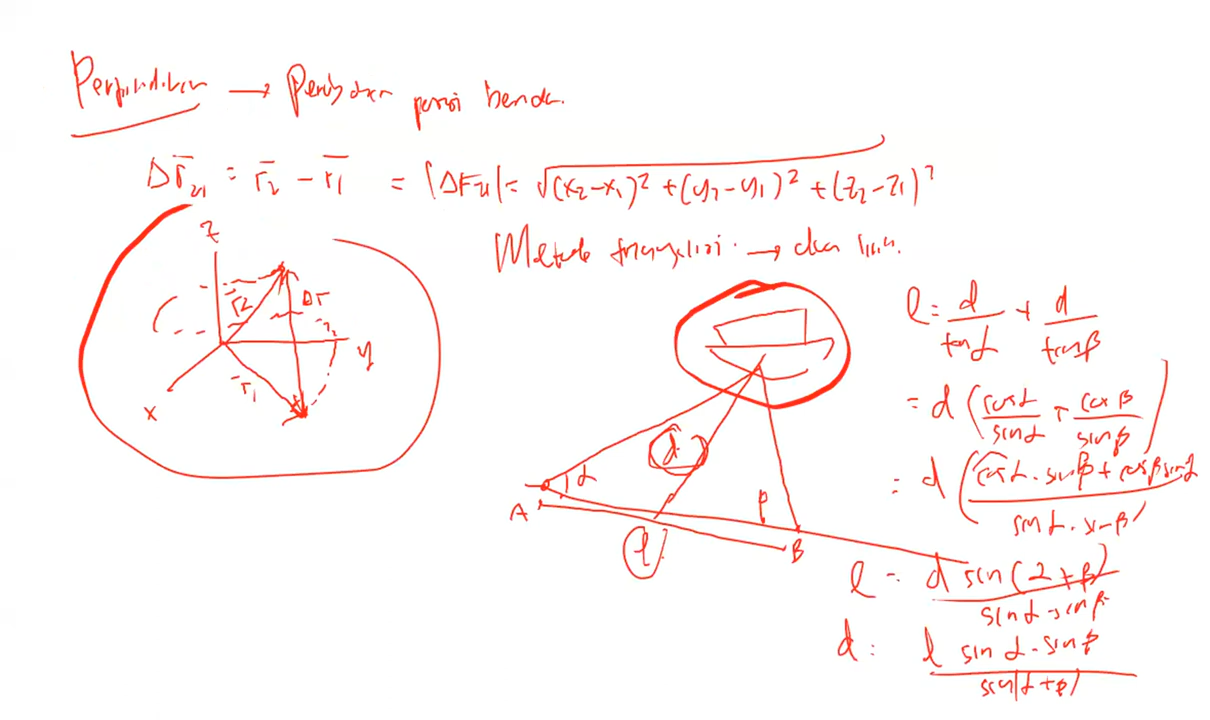 Perpindahan → Perubahan posisi benda.
Δr̄₂₁ = r̄₂ − r̄₁ = |Δr̄₂₁| = √(x₂−x₁)² + (y₂−y₁)² + (z₂−z₁)²
Metode triangulasi →
z
r̄₂
Δr
r̄₂
y
r̄₁
x
d
α
A
β
B
l
l = d/tan α + d/tan β
= d (cos α/sin α + cos β/sin β)
= d (cos α · sin β + cos β sin α)/(sin α · sin β)
l = d sin(α + β)/(sin α · sin β)
d = l sin α · sin β/sin(α + β)